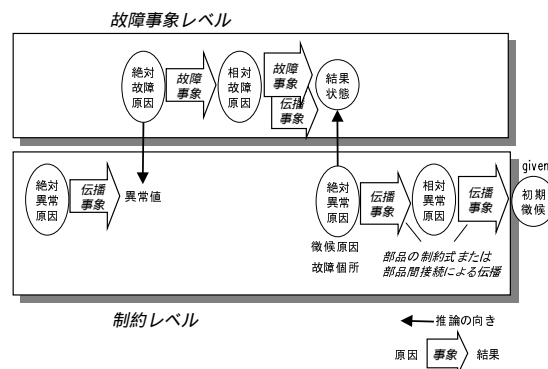 故障事象レベル
絶対
故障
原因
故障
事象
相対
故障
原因
故障
事象
伝播
事象
結果
状態
絶対
異常
原因
伝播
事象
異常値
絶対
異常
原因
徴候原因
故障個所
伝播
事象
相対
異常
原因
伝播
事象
given
初期
徴候
部品の制約式または
部品間接続による伝播
制約レベル
推論の向き
原因
事象
結果